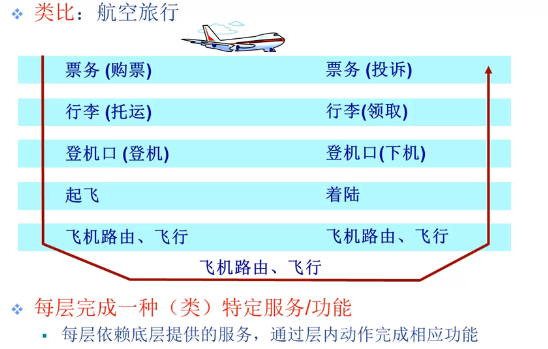 类比：航空旅行
票务 (购票) 票务 (投诉)
行李 (托运) 行李(领取)
登机口 (登机) 登机口(下机)
起飞 着陆
飞机路由、飞行 飞机路由、飞行
飞机路由、飞行
每层完成一种（类）特定服务/功能
每层依赖底层提供的服务，通过层内动作完成相应功能